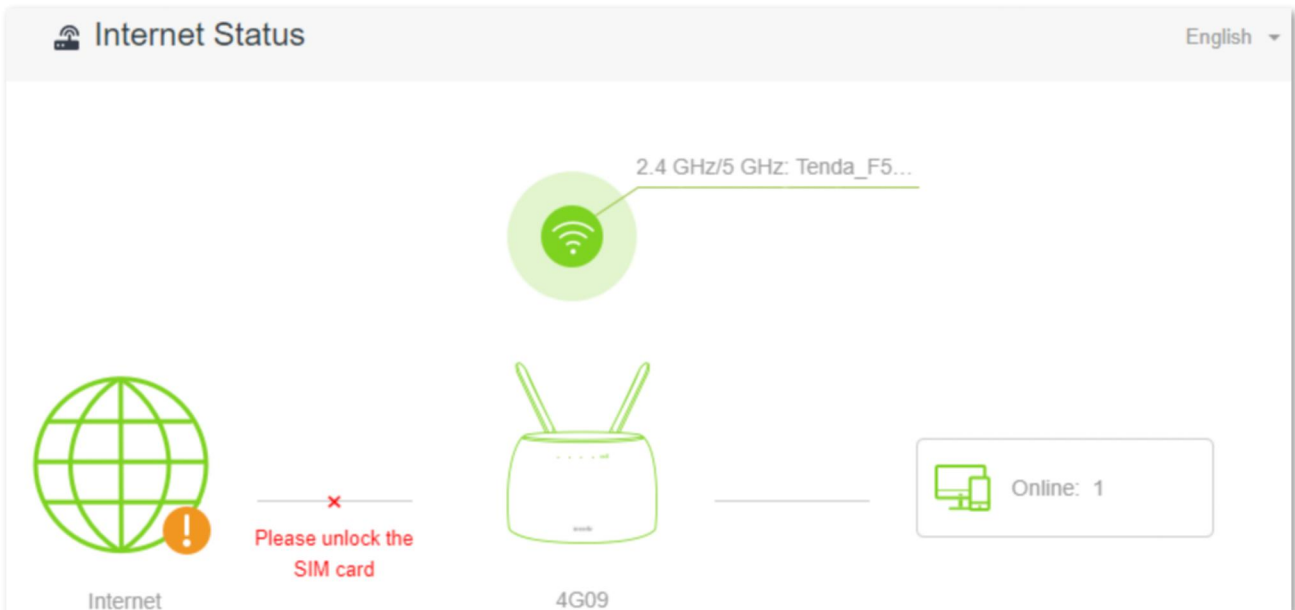 Internet Status
English
2.4 GHz/5 GHz: Tenda_F5...
Please unlock the
SIM card
Online: 1
Internet
4G09